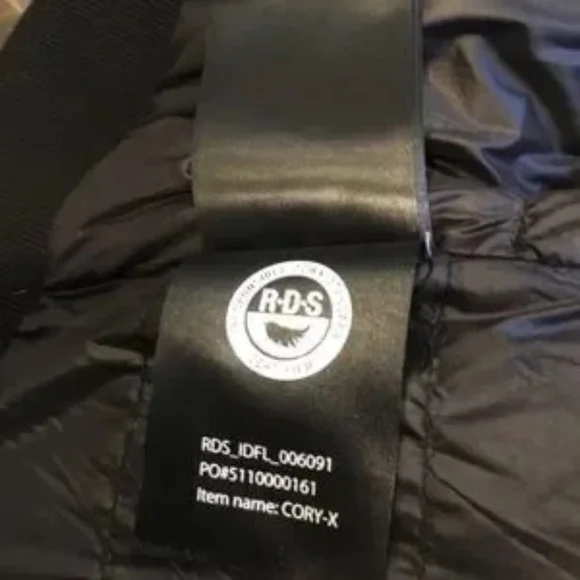 R·D·S
RDS_IDFL_006091
PO#5110000161
Item name: CORY-X